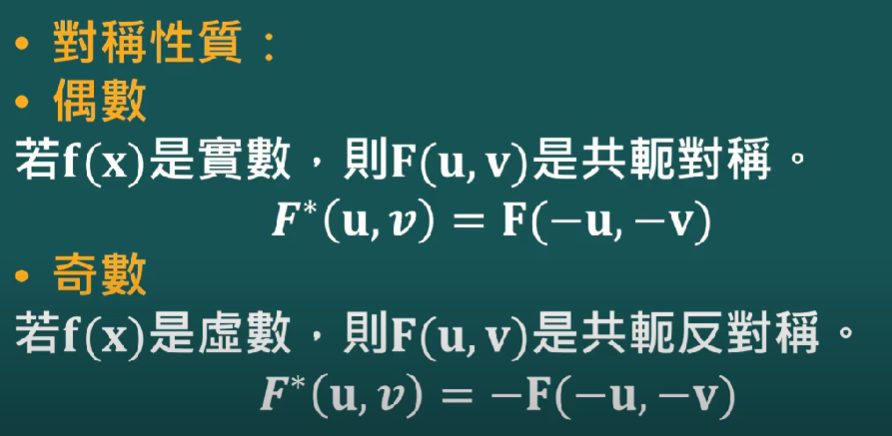 • 對稱性質：
• 偶數
若f(x)是實數，則F(u, v)是共軛對稱。
F*(u, v) = F(−u, −v)
• 奇數
若f(x)是虛數，則F(u, v)是共軛反對稱。
F*(u, v) = −F(−u, −v)